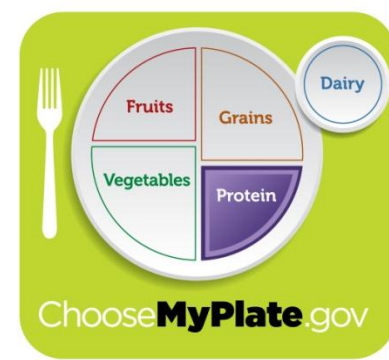 Dairy
Fruits
Grains
Vegetables
Protein
ChooseMyPlate.gov